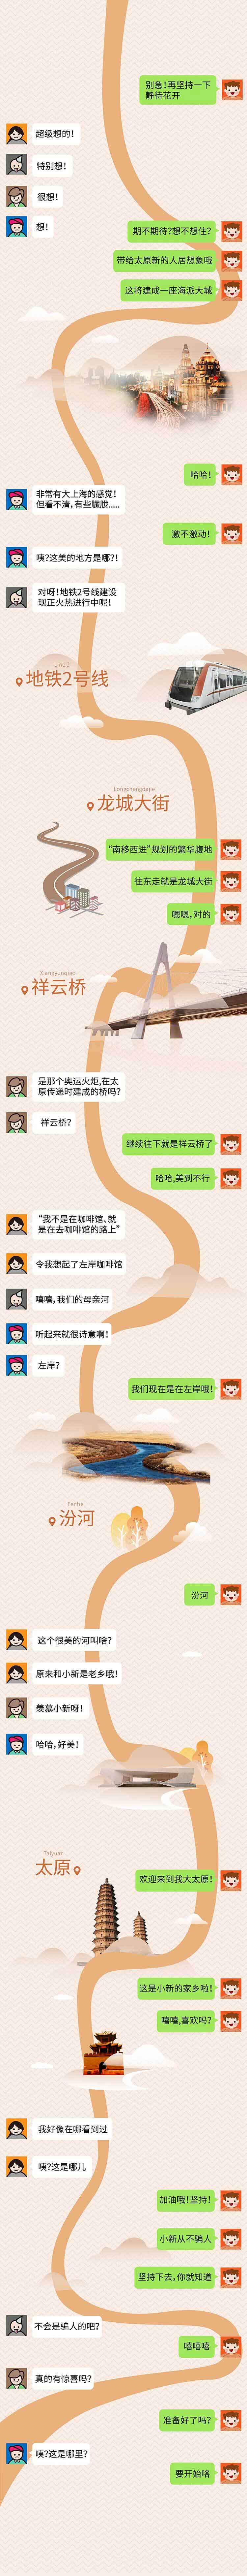 别急！再坚持一下
静待花开
超级想的！
特别想！
很想！
想！
期不期待？想不想住？
带给太原新的人居想象哦
这将建成一座海派大城
哈哈！
非常有大上海的感觉！
但看不清，有些朦胧.....
激不激动！
咦？这美的地方是哪？！
对呀！地铁2号线建设
现正火热进行中呢！
Line 2
地铁2号线
Longchengdajie
龙城大街
“南移西进”规划的繁华腹地
往东走就是龙城大街
嗯嗯，对的
Xiangyunqiao
祥云桥
是那个奥运火炬，在太
原传递时建成的桥吗？
祥云桥？
继续往下就是祥云桥了
哈哈，美到不行
“我不是在咖啡馆、就
是在去咖啡馆的路上”
令我想起了左岸咖啡馆
嘻嘻，我们的母亲河
听起来就很诗意啊！
左岸？
我们现在是在左岸哦！
Fenhe
汾河
汾河
这个很美的河叫啥？
原来和小新是老乡哦！
羡慕小新呀！
哈哈，好美！
Taiyuan
太原
欢迎来到我大太原！
这是小新的家乡啦！
嘻嘻，喜欢吗？
我好像在哪看到过
咦？这是哪儿
加油哦！坚持！
小新从不骗人
坚持下去，你就知道
不会是骗人的吧？
嘻嘻嘻
真的有惊喜吗？
准备好了吗？
咦？这是哪里？
要开始咯